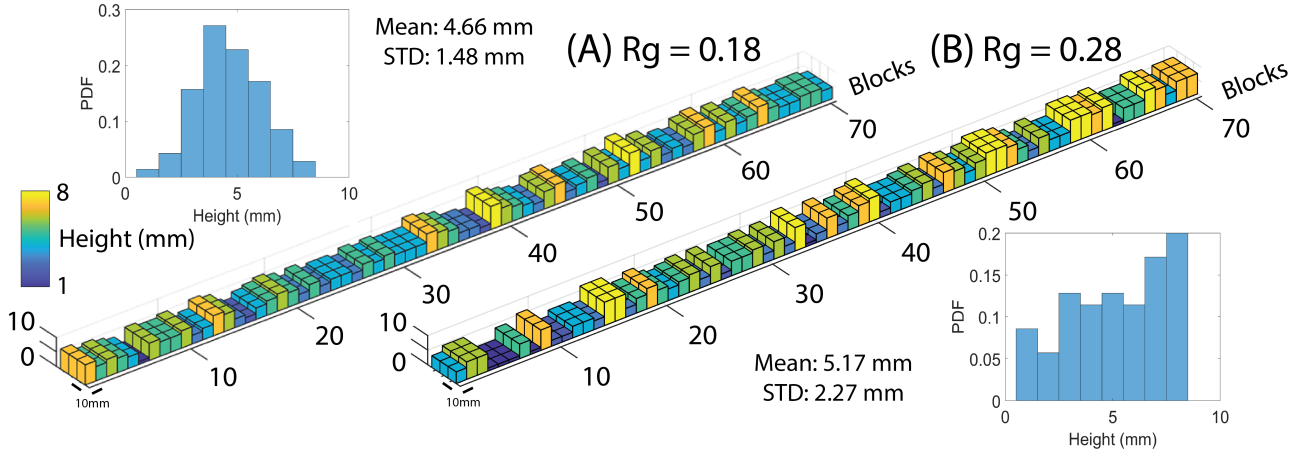 0.3
0.2
0.1
0
PDF
0
5
10
Height (mm)
Mean: 4.66 mm
STD: 1.48 mm
(A) Rg = 0.18
Blocks
70
60
50
40
30
20
10
10
0
10mm
8
Height (mm)
1
(B) Rg = 0.28
Blocks
70
60
50
40
30
20
10
10
0
10mm
Mean: 5.17 mm
STD: 2.27 mm
0.2
0.15
0.1
0.05
0
PDF
0
5
10
Height (mm)